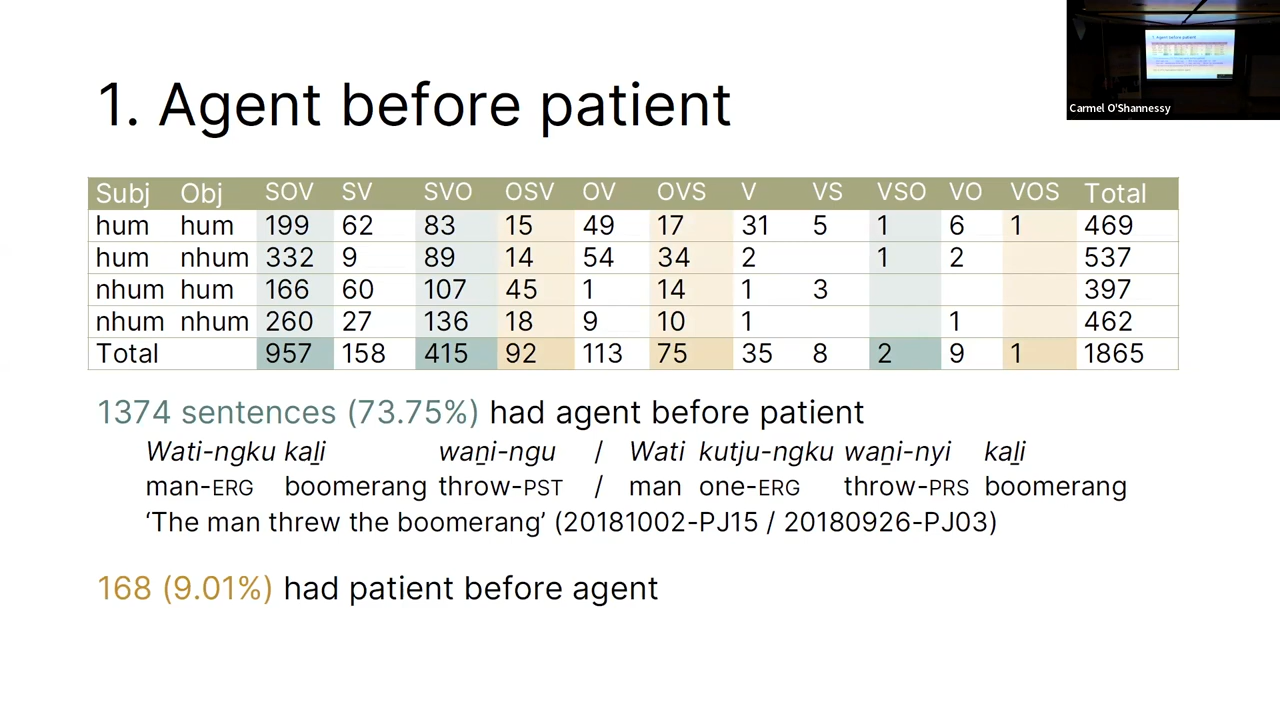 Carmel O'Shannessy
1. Agent before patient
Subj Obj SOV SV SVO OSV OV OVS V VS VSO VO VOS Total
hum hum 199 62 83 15 49 17 31 5 1 6 1 469
hum nhum 332 9 89 14 54 34 2 1 2 537
nhum hum 166 60 107 45 1 14 1 3 397
nhum nhum 260 27 136 18 9 10 1 1 462
Total 957 158 415 92 113 75 35 8 2 9 1 1865
1374 sentences (73.75%) had agent before patient
Wati-ngku kaḻi waṉi-ngu / Wati kutju-ngku waṉi-nyi kaḻi
man-ERG boomerang throw-PST / man one-ERG throw-PRS boomerang
‘The man threw the boomerang’ (20181002-PJ15 / 20180926-PJ03)
168 (9.01%) had patient before agent